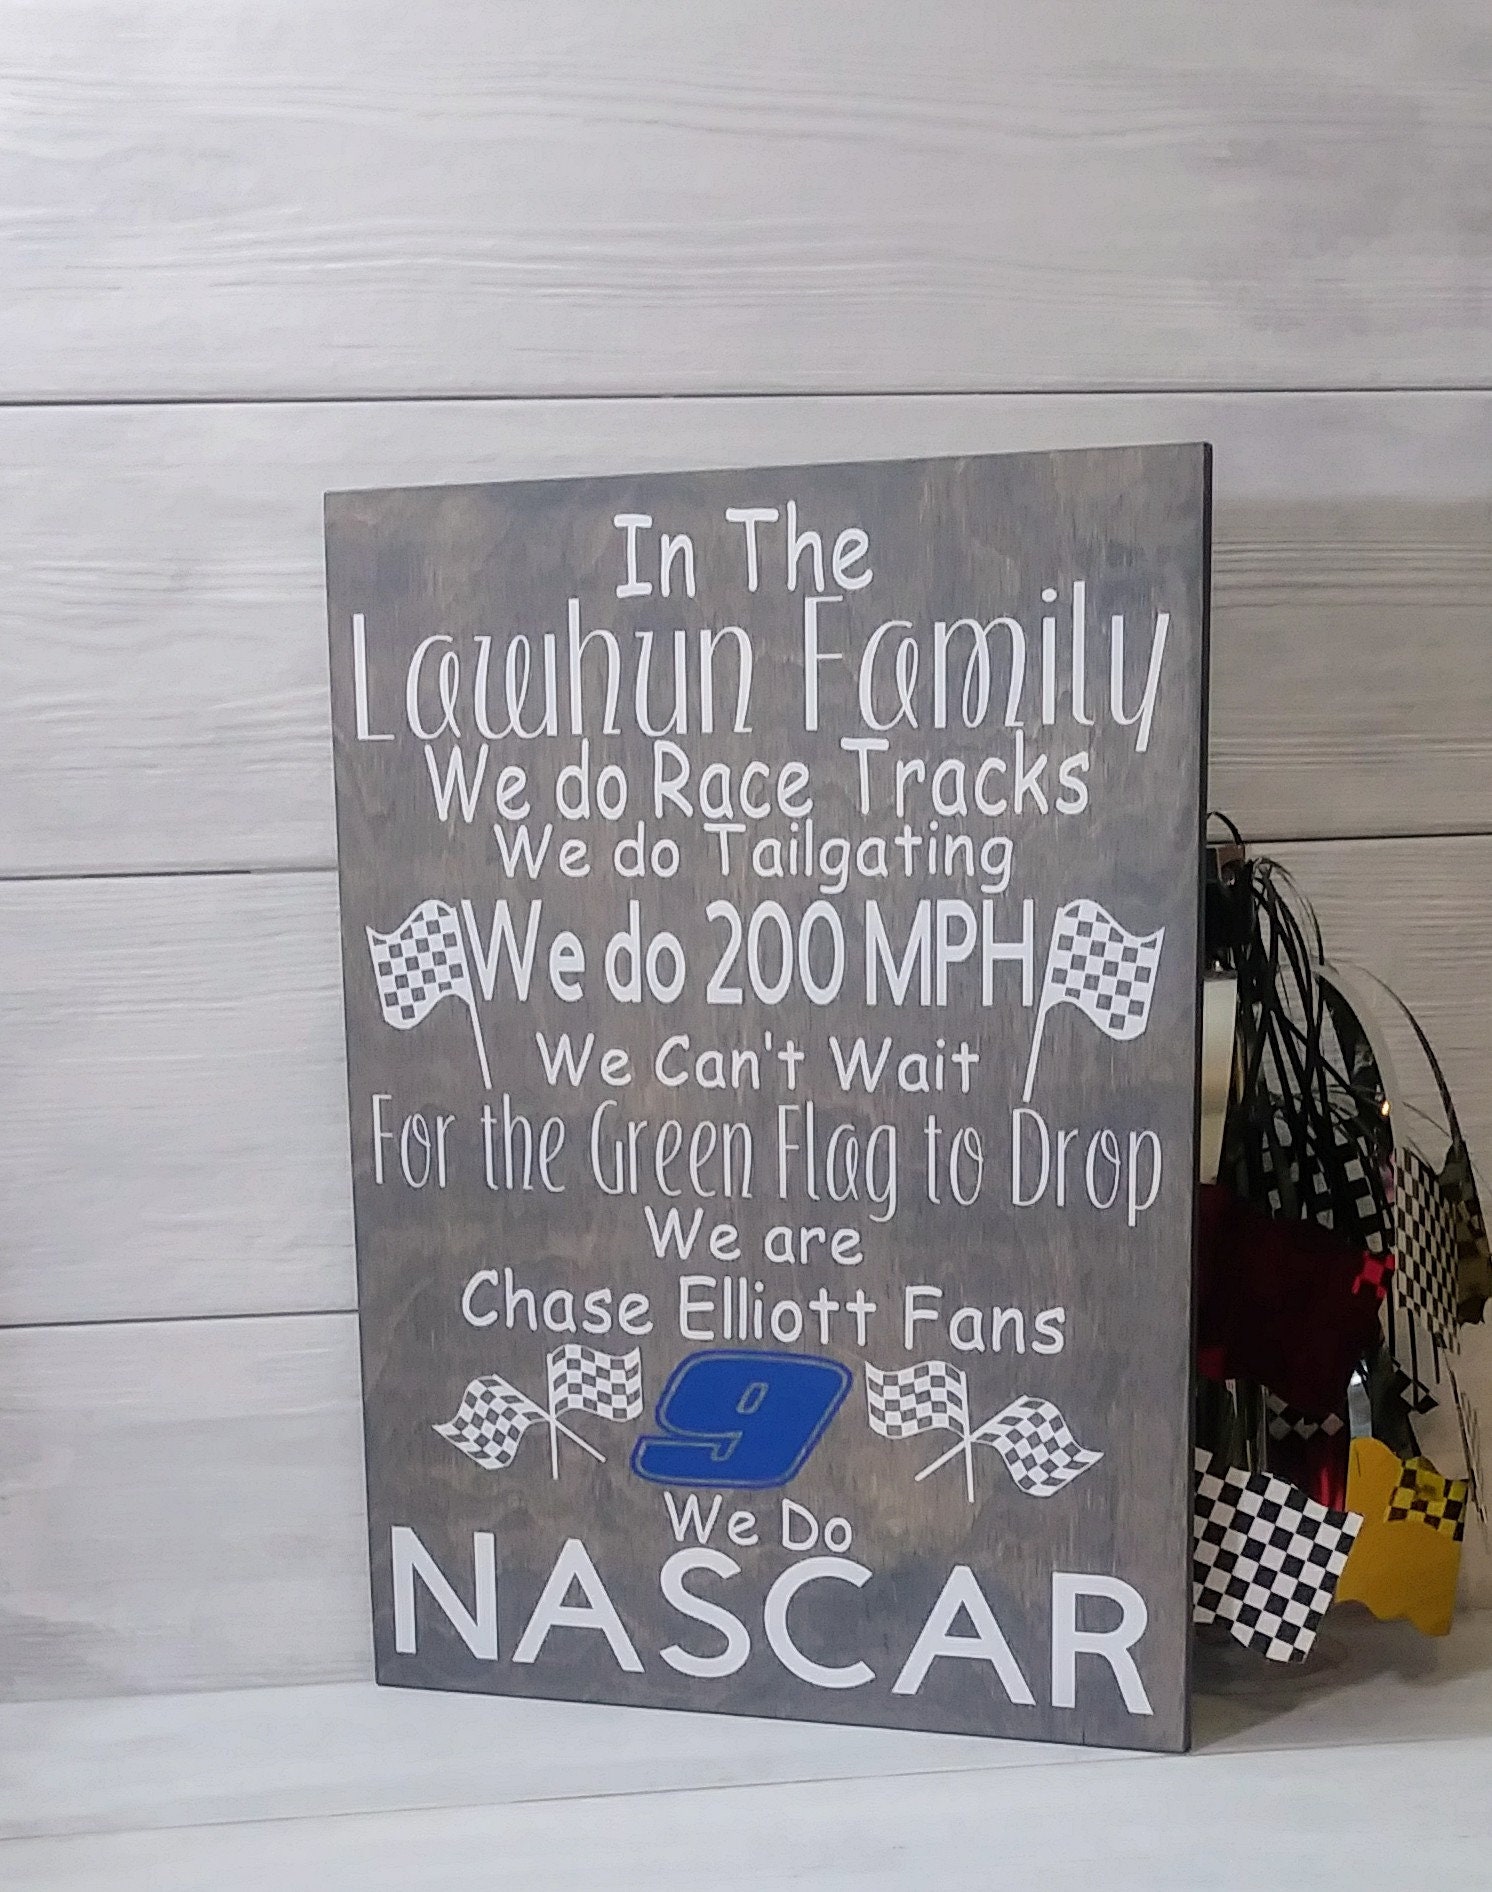 In The
Lawhun Family
We do Race Tracks
We do Tailgating
We do 200 MPH
We Can't Wait
For the Green Flag to Drop
We are
Chase Elliott Fans
9
We Do
NASCAR